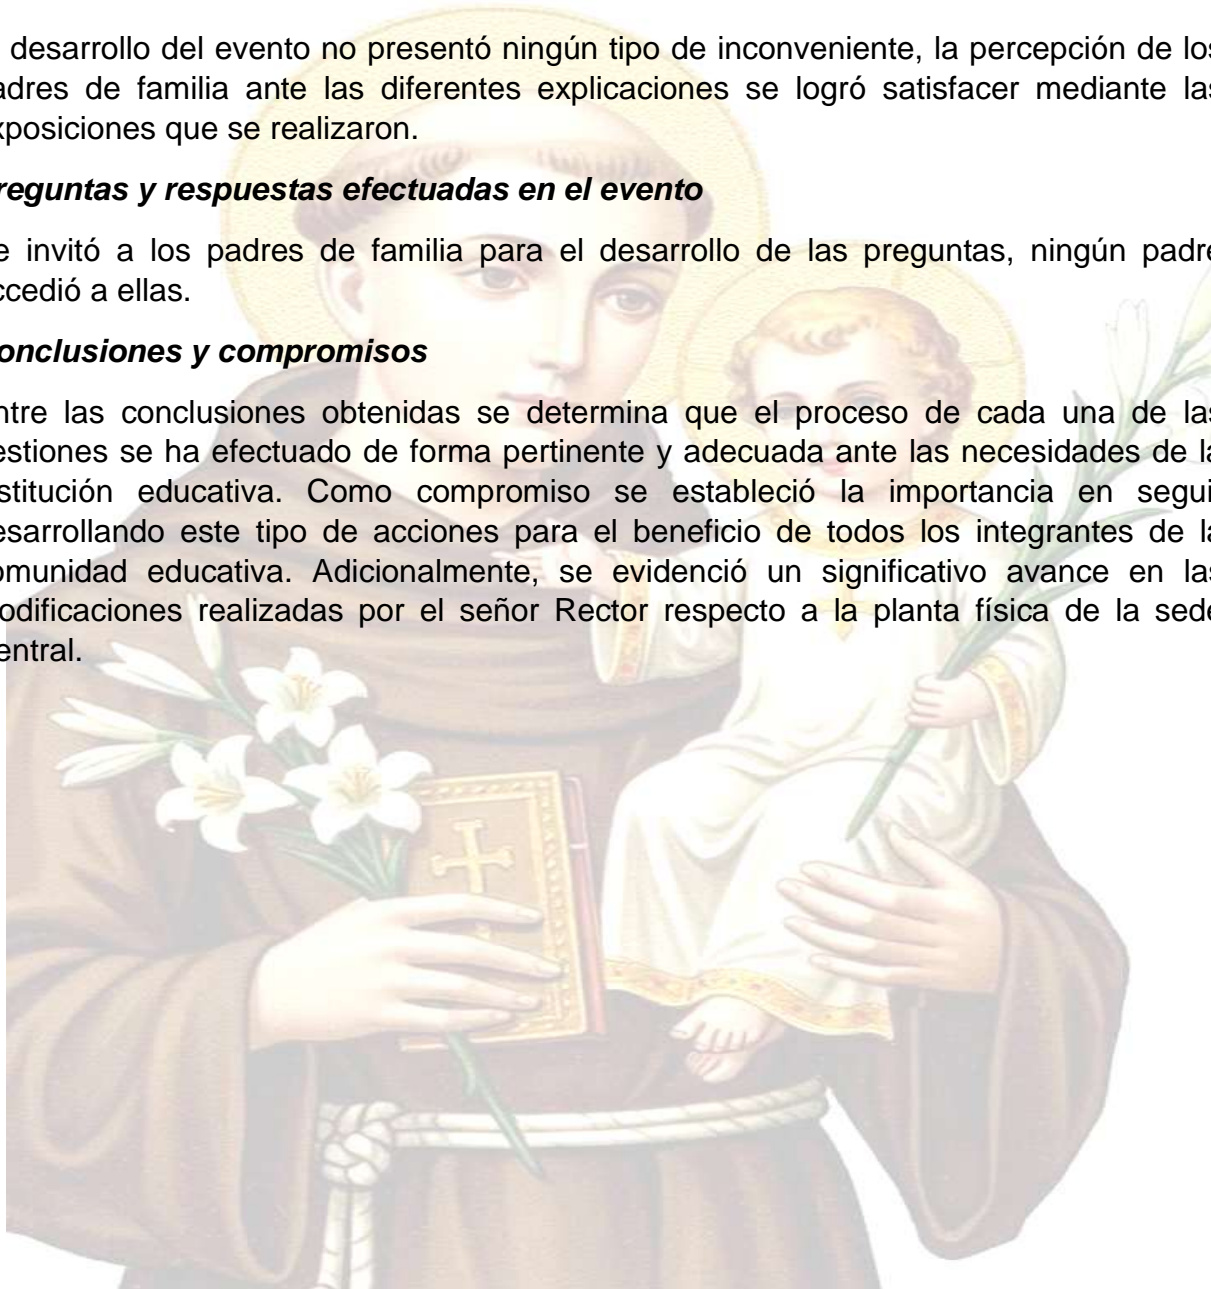 desarrollo del evento no presentó ningún tipo de inconveniente, la percepción de los
adres de familia ante las diferentes explicaciones se logró satisfacer mediante las
xposiciones que se realizaron.
reguntas y respuestas efectuadas en el evento
e invitó a los padres de familia para el desarrollo de las preguntas, ningún padre
ccedió a ellas.
onclusiones y compromisos
ntre las conclusiones obtenidas se determina que el proceso de cada una de las
estiones se ha efectuado de forma pertinente y adecuada ante las necesidades de la
stitución educativa. Como compromiso se estableció la importancia en segui
esarrollando este tipo de acciones para el beneficio de todos los integrantes de la
omunidad educativa. Adicionalmente, se evidenció un significativo avance en las
odificaciones realizadas por el señor Rector respecto a la planta física de la sede
entral.